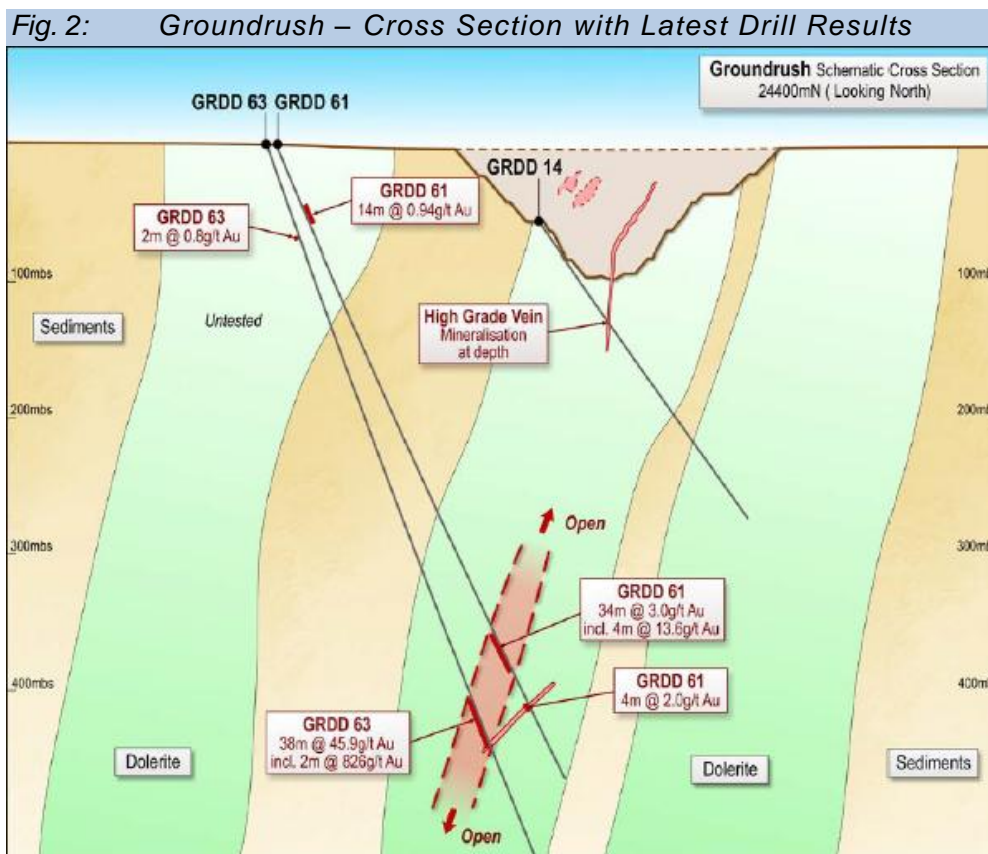 Fig. 2: Groundrush – Cross Section with Latest Drill Results
Groundrush Schematic Cross Section
24400mN ( Looking North)
GRDD 63 GRDD 61
GRDD 14
GRDD 61
14m @ 0.94g/t Au
GRDD 63
2m @ 0.8g/t Au
100mbs
100mbs
High Grade Vein
Mineralisation
at depth
Sediments
Untested
200mbs
200mbs
Open
300mbs
300mbs
GRDD 61
34m @ 3.0g/t Au
incl. 4m @ 13.6g/t Au
400mbs
400mbs
GRDD 61
4m @ 2.0g/t Au
GRDD 63
38m @ 45.9g/t Au
incl. 2m @ 826g/t Au
Dolerite
Dolerite
Sediments
Open